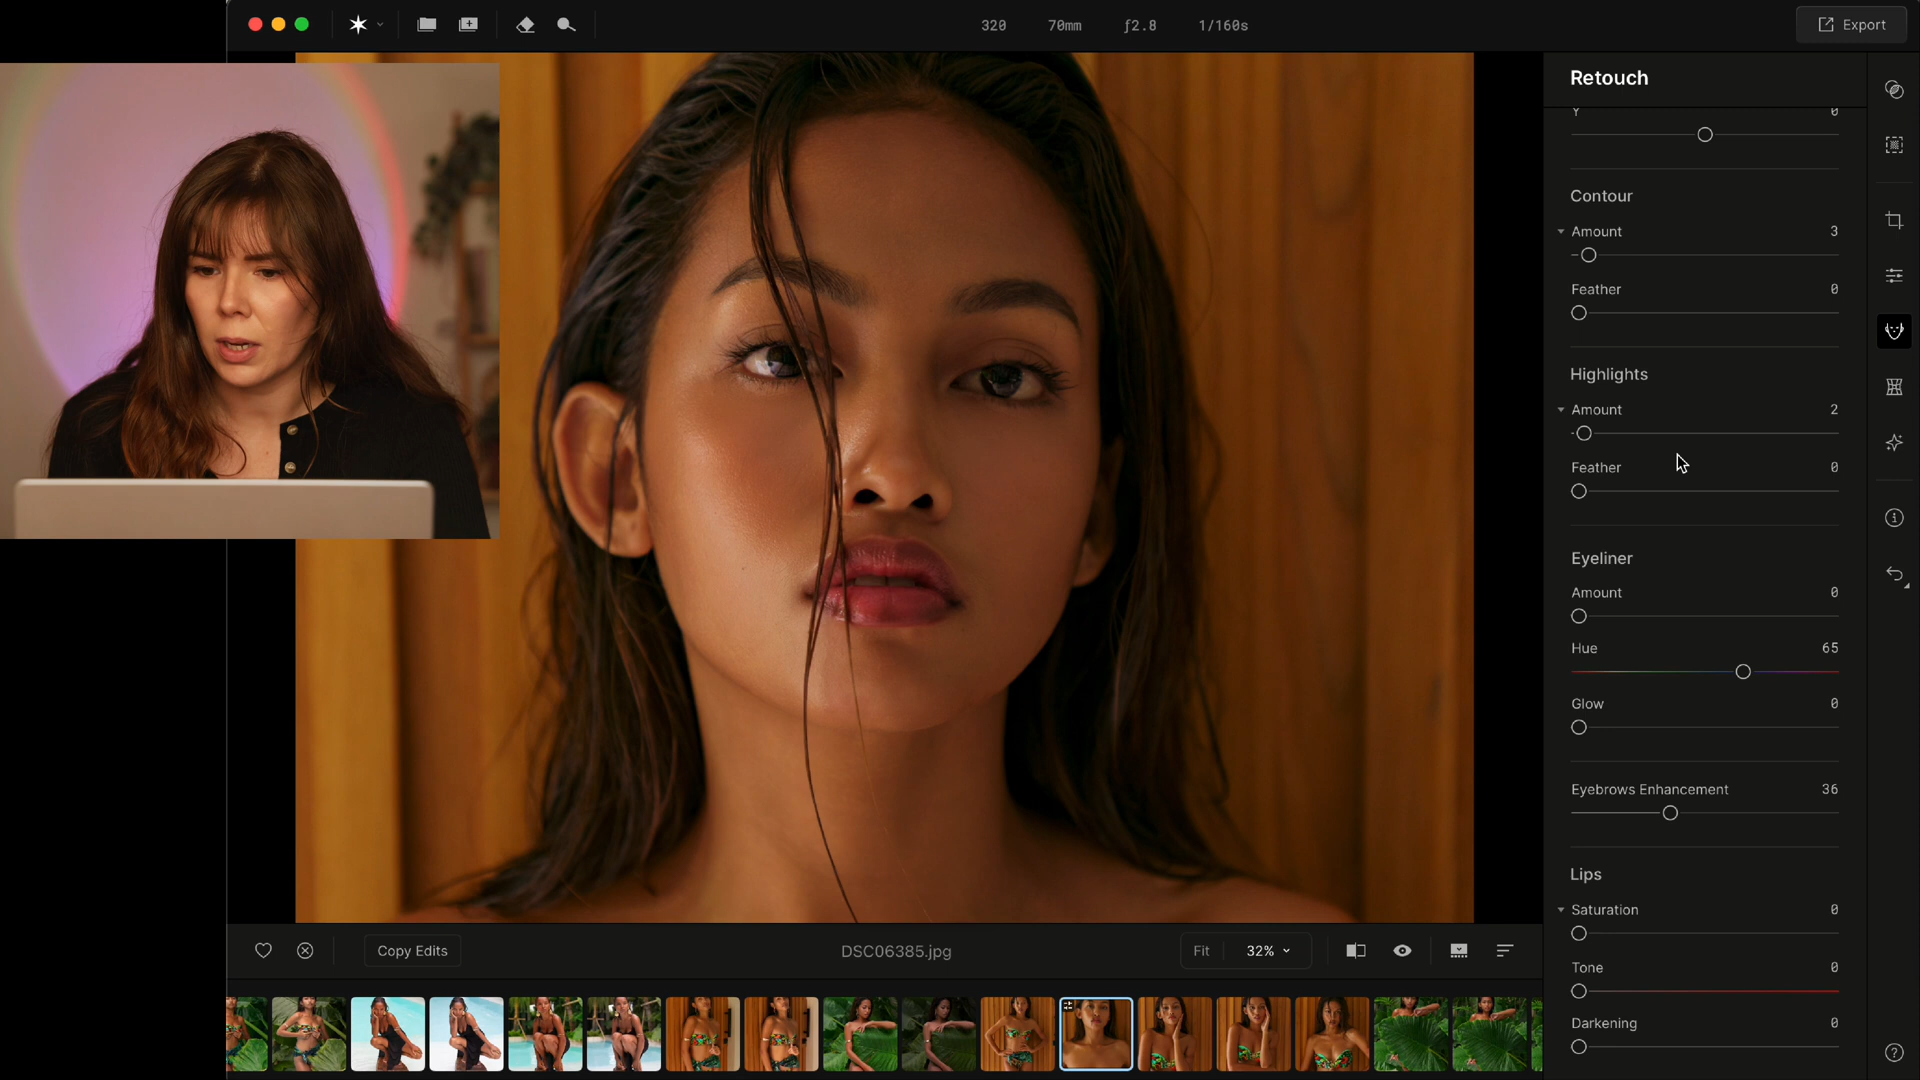 320 70mm ƒ2.8 1/160s
Export
Retouch
Y 0
Contour
Amount 3
Feather 0
Highlights
Amount 2
Feather 0
Eyeliner
Amount 0
Hue 65
Glow 0
Eyebrows Enhancement 36
Lips
Saturation 0
Tone 0
Darkening 0
Copy Edits
DSC06385.jpg
Fit 32%